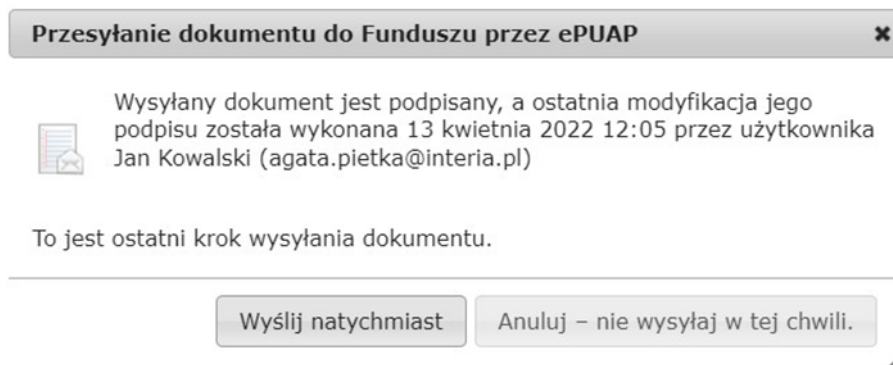 Przesyłanie dokumentu do Funduszu przez ePUAP
Wysyłany dokument jest podpisany, a ostatnia modyfikacja jego
podpisu została wykonana 13 kwietnia 2022 12:05 przez użytkownika
Jan Kowalski (agata.pietka@interia.pl)
To jest ostatni krok wysyłania dokumentu.
Wyślij natychmiast
Anuluj – nie wysyłaj w tej chwili.